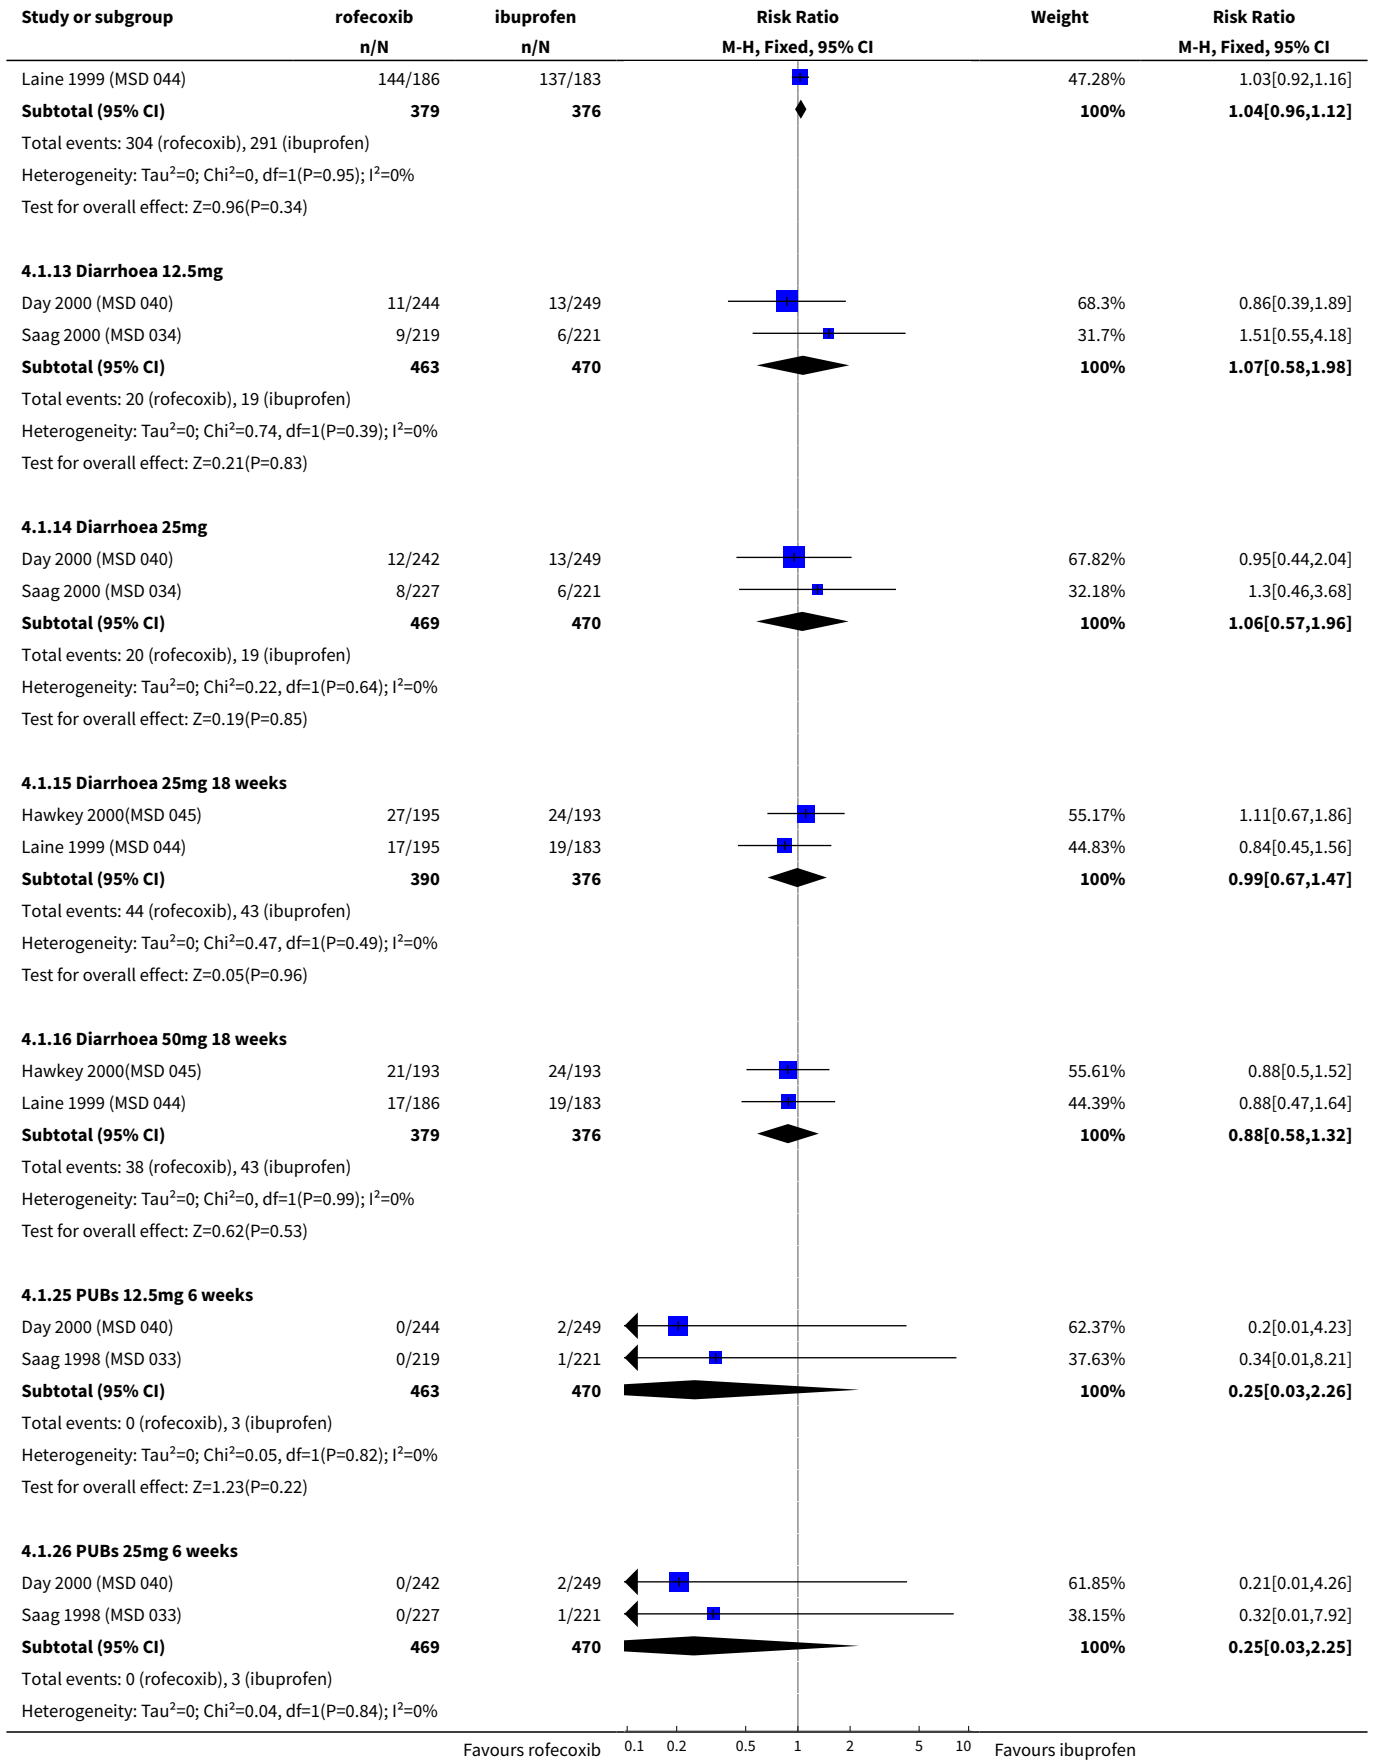 Study or subgroup rofecoxib ibuprofen Risk Ratio Weight Risk Ratio
n/N n/N M-H, Fixed, 95% CI M-H, Fixed, 95% CI
Laine 1999 (MSD 044) 144/186 137/183 47.28% 1.03[0.92,1.16]
Subtotal (95% CI) 379 376 100% 1.04[0.96,1.12]
Total events: 304 (rofecoxib), 291 (ibuprofen)
Heterogeneity: Tau²=0; Chi²=0, df=1(P=0.95); I²=0%
Test for overall effect: Z=0.96(P=0.34)
4.1.13 Diarrhoea 12.5mg
Day 2000 (MSD 040) 11/244 13/249 68.3% 0.86[0.39,1.89]
Saag 2000 (MSD 034) 9/219 6/221 31.7% 1.51[0.55,4.18]
Subtotal (95% CI) 463 470 100% 1.07[0.58,1.98]
Total events: 20 (rofecoxib), 19 (ibuprofen)
Heterogeneity: Tau²=0; Chi²=0.74, df=1(P=0.39); I²=0%
Test for overall effect: Z=0.21(P=0.83)
4.1.14 Diarrhoea 25mg
Day 2000 (MSD 040) 12/242 13/249 67.82% 0.95[0.44,2.04]
Saag 2000 (MSD 034) 8/227 6/221 32.18% 1.3[0.46,3.68]
Subtotal (95% CI) 469 470 100% 1.06[0.57,1.96]
Total events: 20 (rofecoxib), 19 (ibuprofen)
Heterogeneity: Tau²=0; Chi²=0.22, df=1(P=0.64); I²=0%
Test for overall effect: Z=0.19(P=0.85)
4.1.15 Diarrhoea 25mg 18 weeks
Hawkey 2000(MSD 045) 27/195 24/193 55.17% 1.11[0.67,1.86]
Laine 1999 (MSD 044) 17/195 19/183 44.83% 0.84[0.45,1.56]
Subtotal (95% CI) 390 376 100% 0.99[0.67,1.47]
Total events: 44 (rofecoxib), 43 (ibuprofen)
Heterogeneity: Tau²=0; Chi²=0.47, df=1(P=0.49); I²=0%
Test for overall effect: Z=0.05(P=0.96)
4.1.16 Diarrhoea 50mg 18 weeks
Hawkey 2000(MSD 045) 21/193 24/193 55.61% 0.88[0.5,1.52]
Laine 1999 (MSD 044) 17/186 19/183 44.39% 0.88[0.47,1.64]
Subtotal (95% CI) 379 376 100% 0.88[0.58,1.32]
Total events: 38 (rofecoxib), 43 (ibuprofen)
Heterogeneity: Tau²=0; Chi²=0, df=1(P=0.99); I²=0%
Test for overall effect: Z=0.62(P=0.53)
4.1.25 PUBs 12.5mg 6 weeks
Day 2000 (MSD 040) 0/244 2/249 62.37% 0.2[0.01,4.23]
Saag 1998 (MSD 033) 0/219 1/221 37.63% 0.34[0.01,8.21]
Subtotal (95% CI) 463 470 100% 0.25[0.03,2.26]
Total events: 0 (rofecoxib), 3 (ibuprofen)
Heterogeneity: Tau²=0; Chi²=0.05, df=1(P=0.82); I²=0%
Test for overall effect: Z=1.23(P=0.22)
4.1.26 PUBs 25mg 6 weeks
Day 2000 (MSD 040) 0/242 2/249 61.85% 0.21[0.01,4.26]
Saag 1998 (MSD 033) 0/227 1/221 38.15% 0.32[0.01,7.92]
Subtotal (95% CI) 469 470 100% 0.25[0.03,2.25]
Total events: 0 (rofecoxib), 3 (ibuprofen)
Heterogeneity: Tau²=0; Chi²=0.04, df=1(P=0.84); I²=0%
Favours rofecoxib 0.1 0.2 0.5 1 2 5 10 Favours ibuprofen